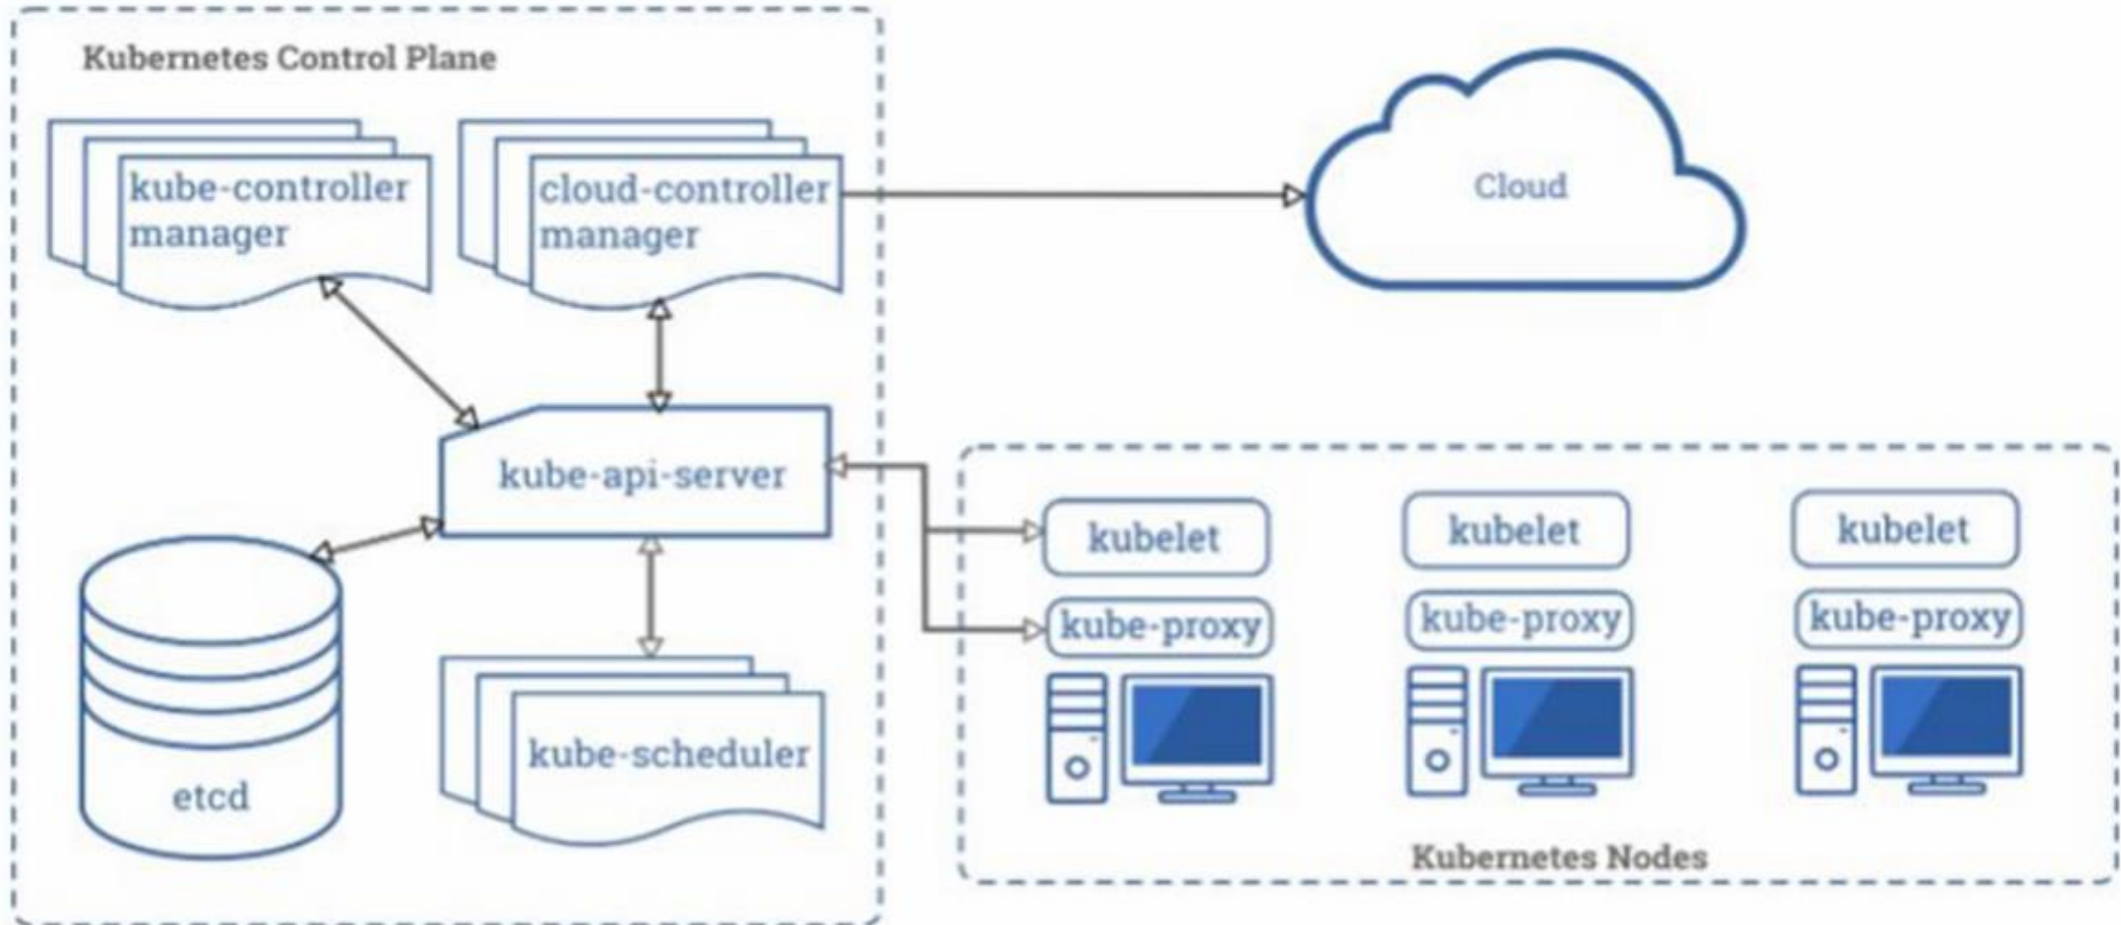 Kubernetes Control Plane
kube-controller
manager
cloud-controller
manager
Cloud
kube-api-server
etcd
kube-scheduler
kubelet
kubelet
kubelet
kube-proxy
kube-proxy
kube-proxy
Kubernetes Nodes